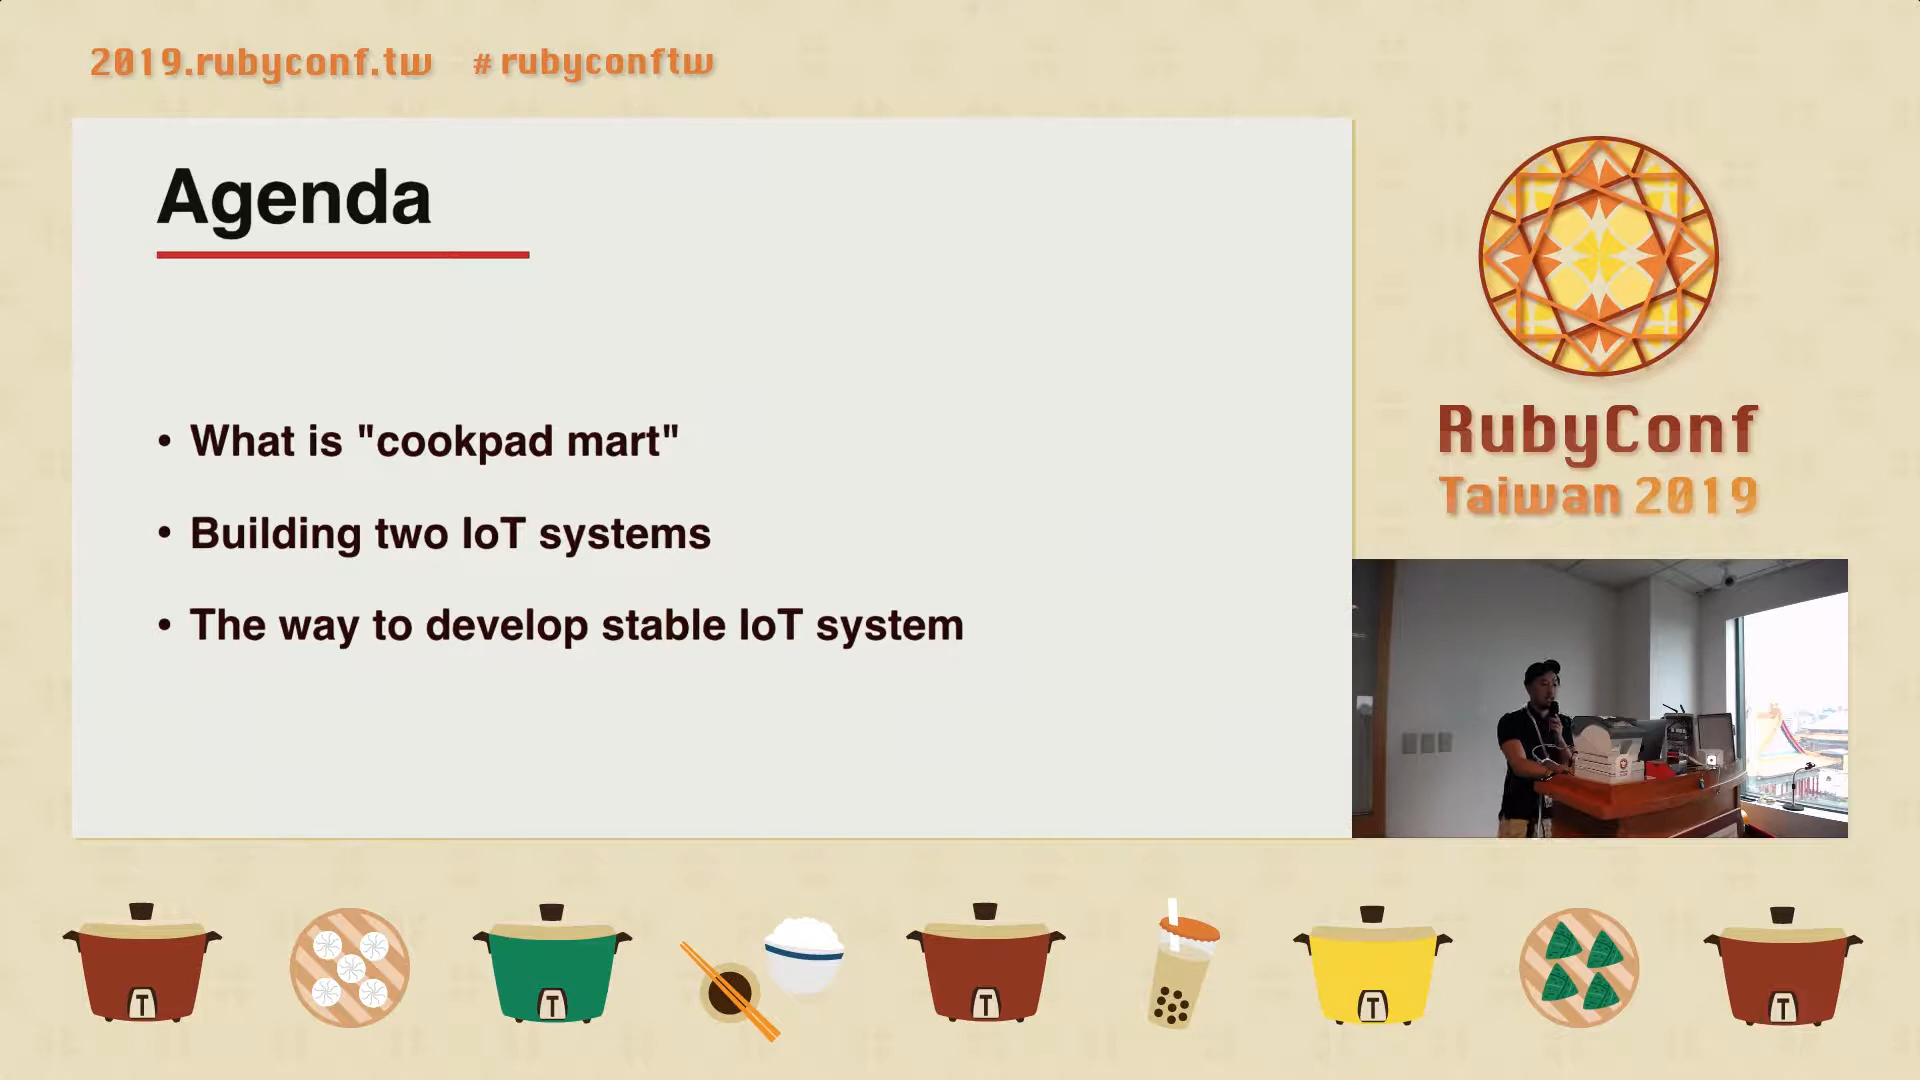 2019.rubyconf.tw #rubyconftw
Agenda
• What is "cookpad mart"
• Building two IoT systems
• The way to develop stable IoT system
RubyConf
Taiwan 2019
T
T
T
T
T